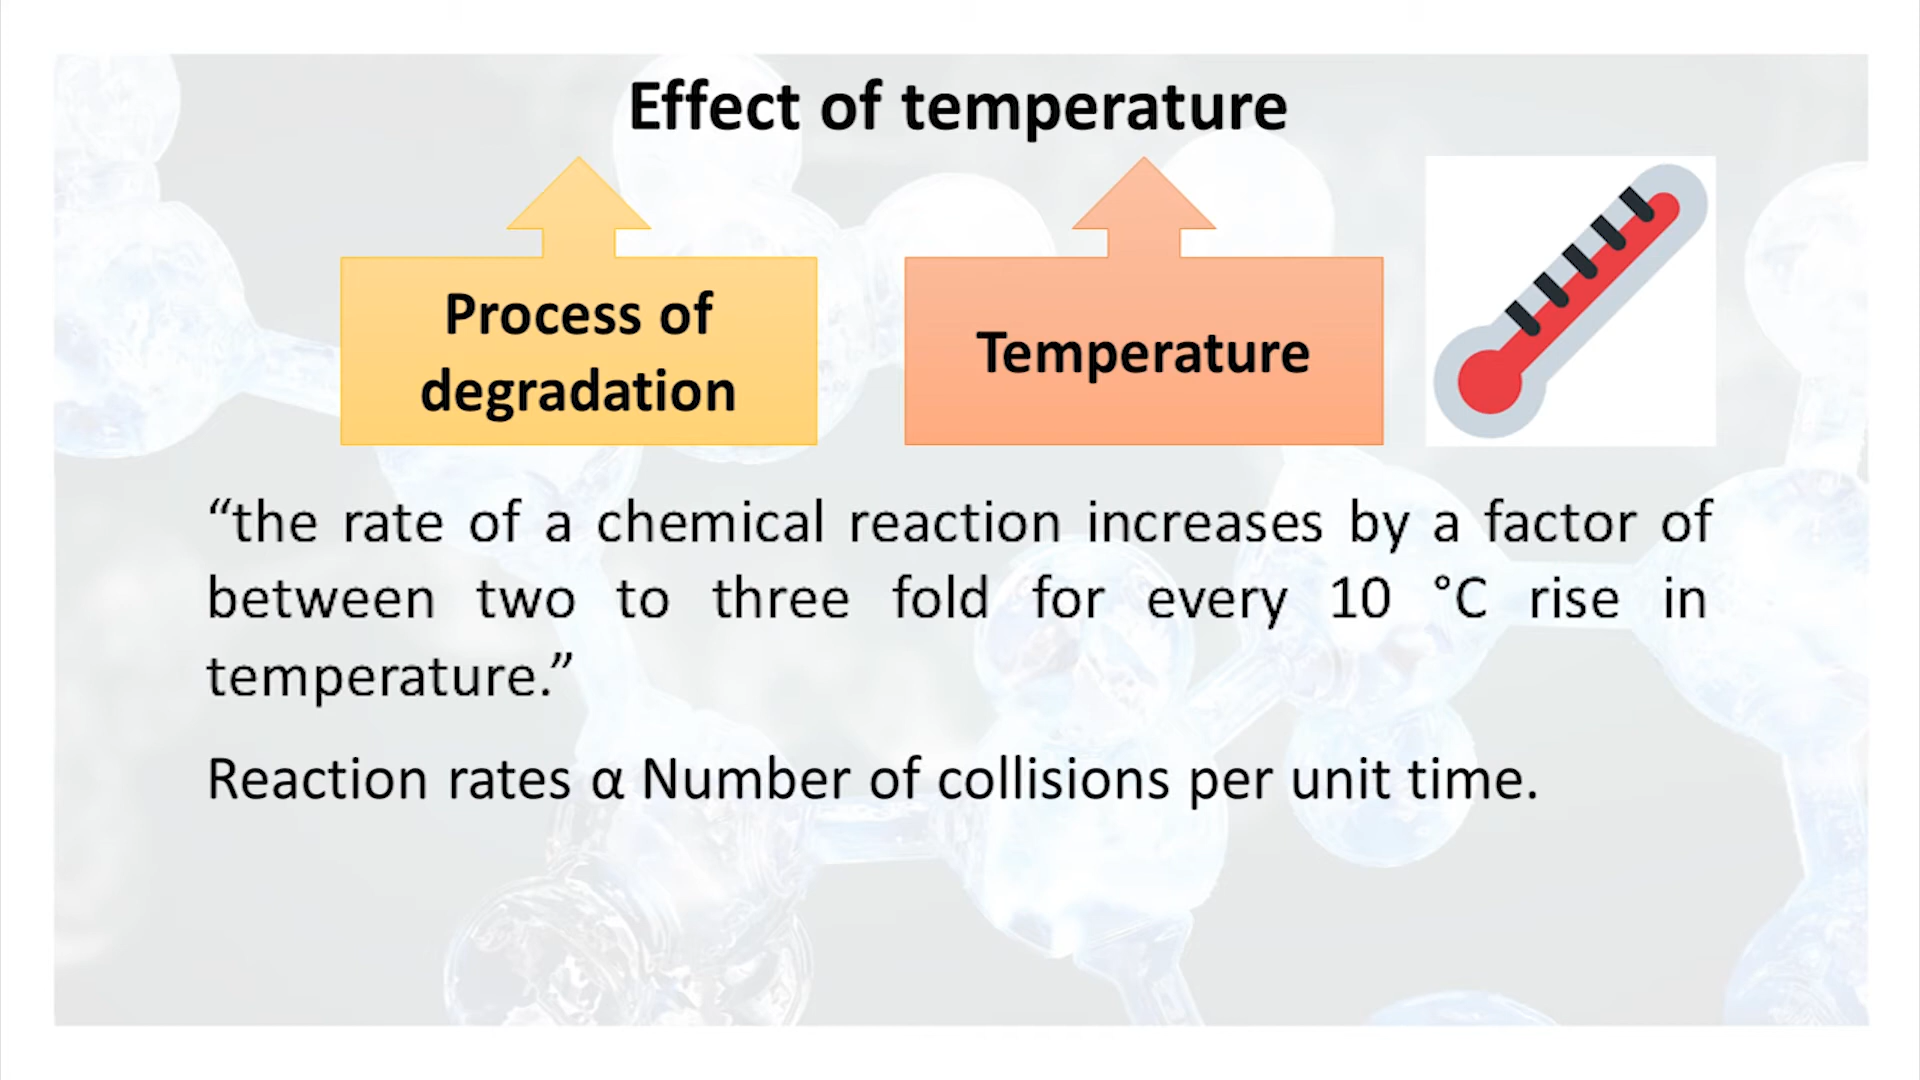 Effect of temperature
Process of
degradation
Temperature
“the rate of a chemical reaction increases by a factor of
between two to three fold for every 10 °C rise in
temperature.”
Reaction rates α Number of collisions per unit time.